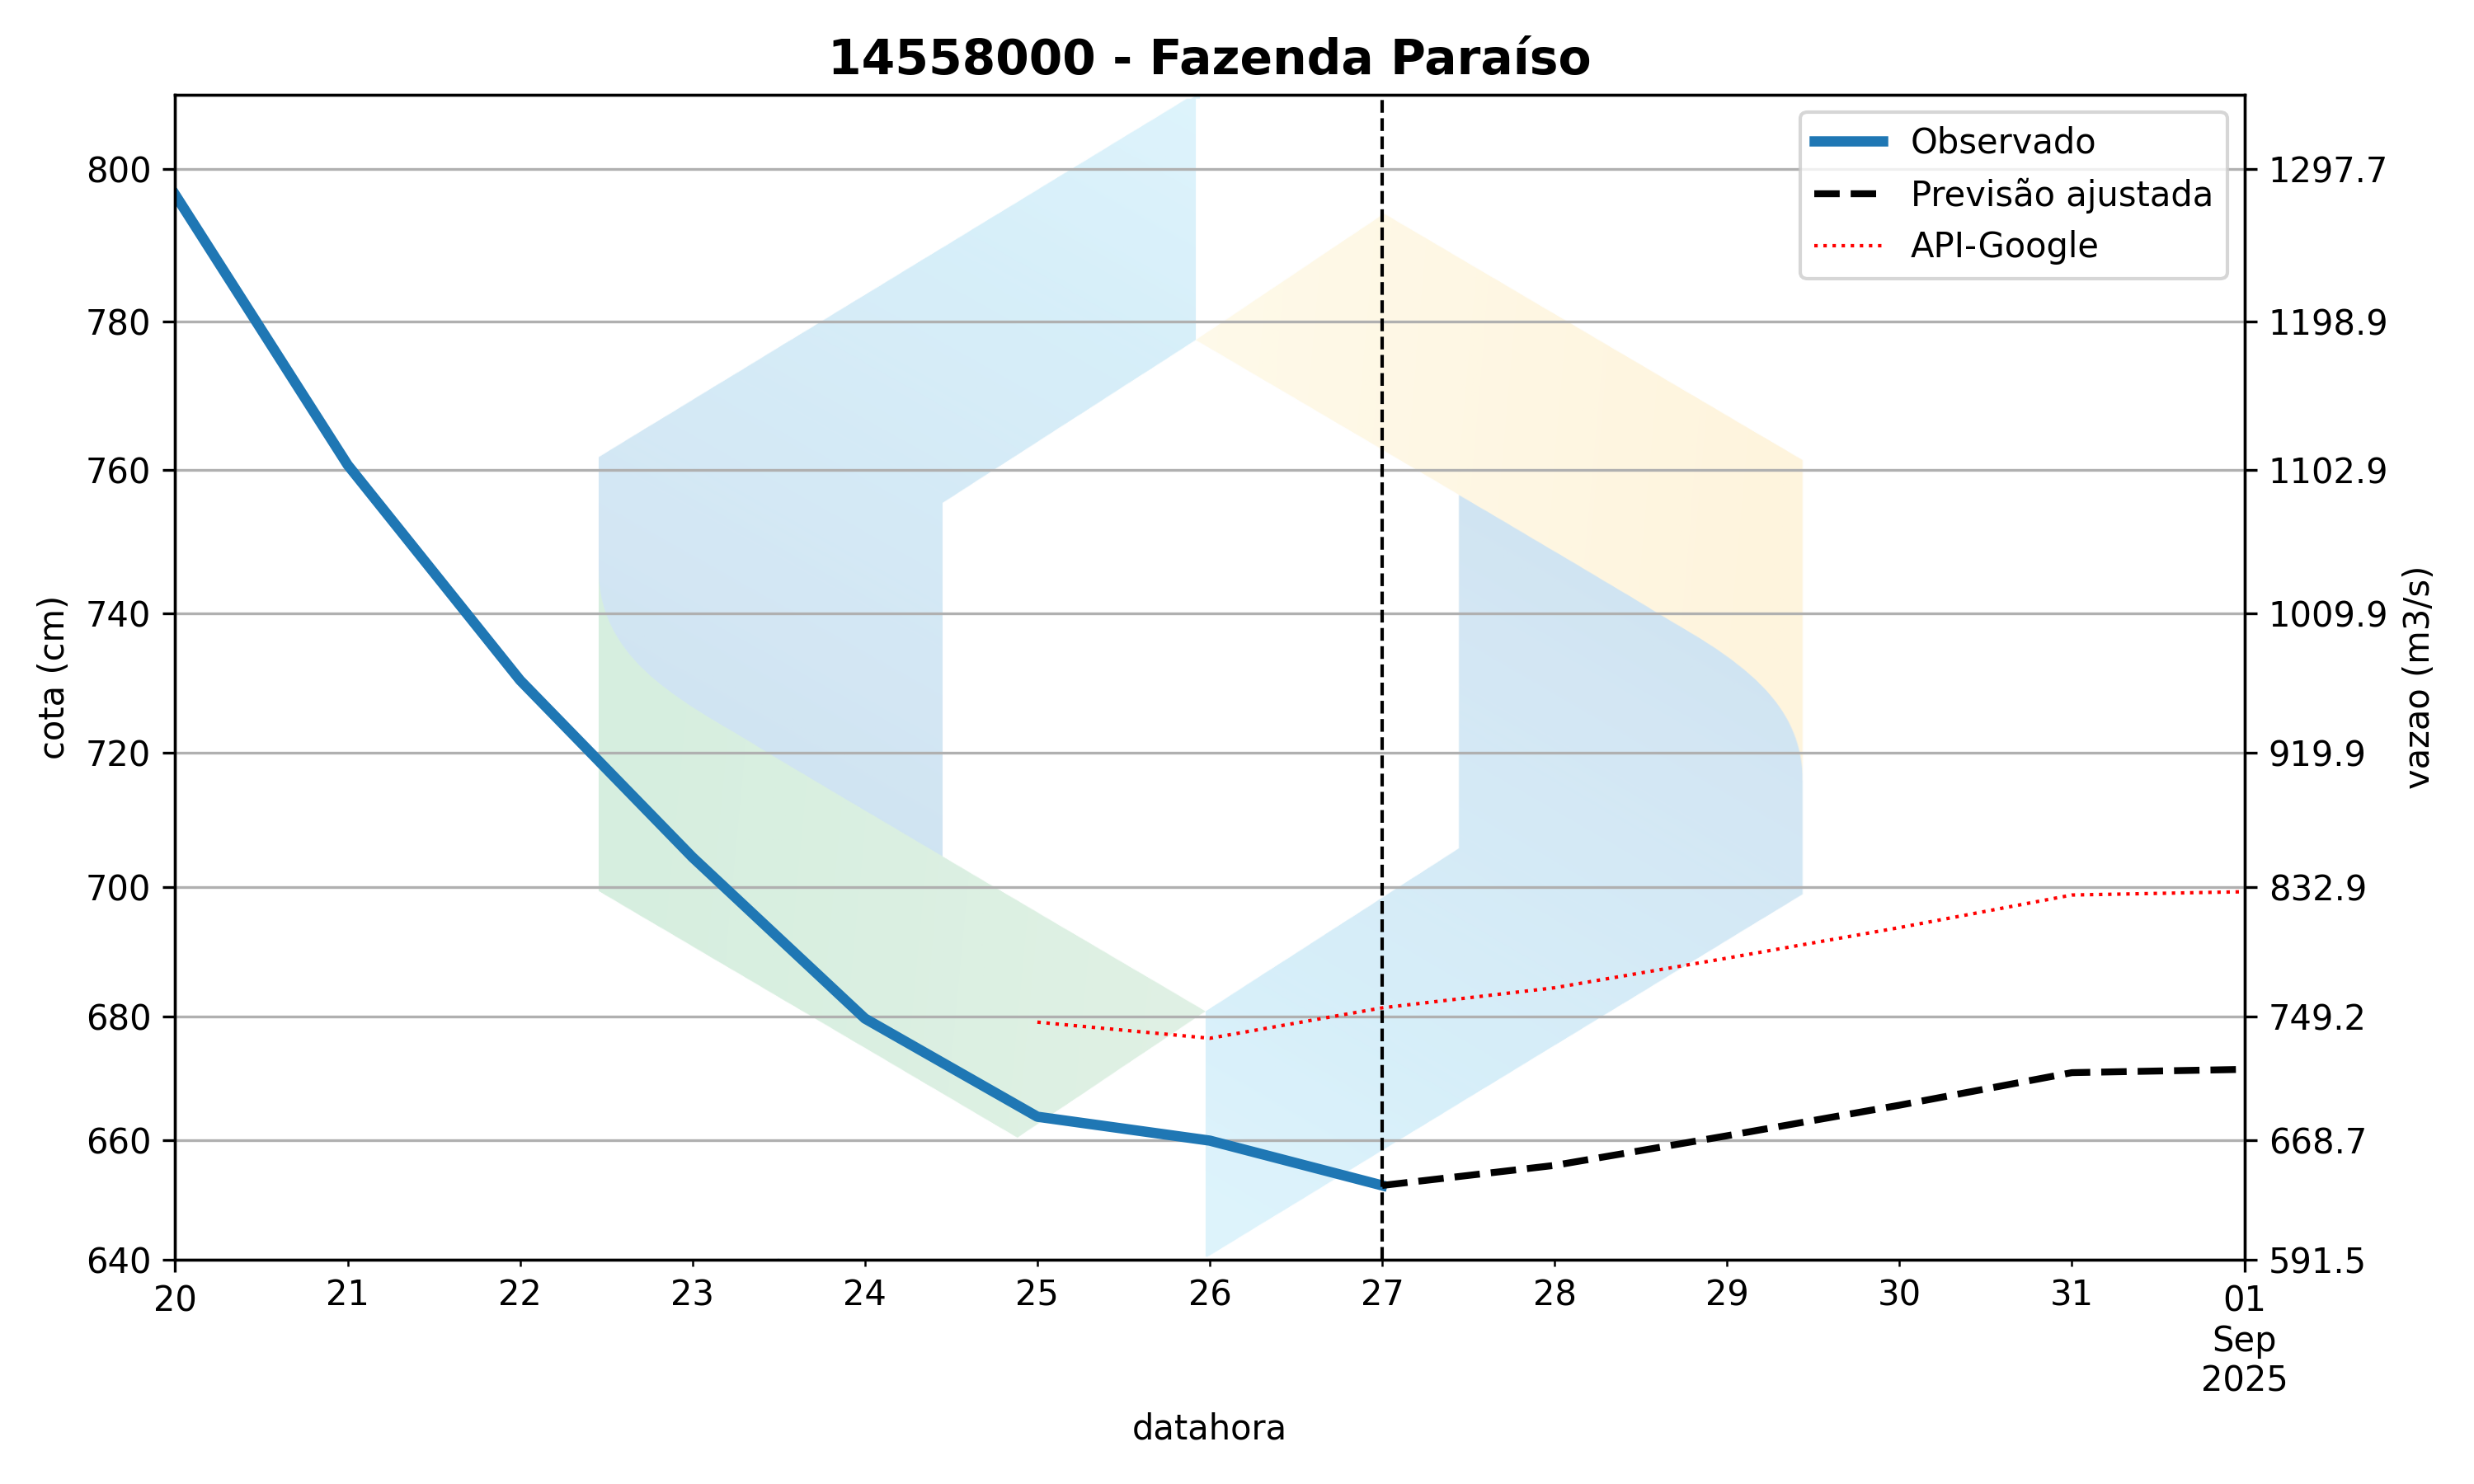 14558000 - Fazenda Paraíso
Observado
Previsão ajustada
API-Google
cota (cm)
800
780
760
740
720
700
680
660
640
1297.7
1198.9
1102.9
1009.9
919.9
832.9
749.2
668.7
591.5
vazao (m3/s)
20 21 22 23 24 25 26 27 28 29 30 31 01
Sep
2025
datahora